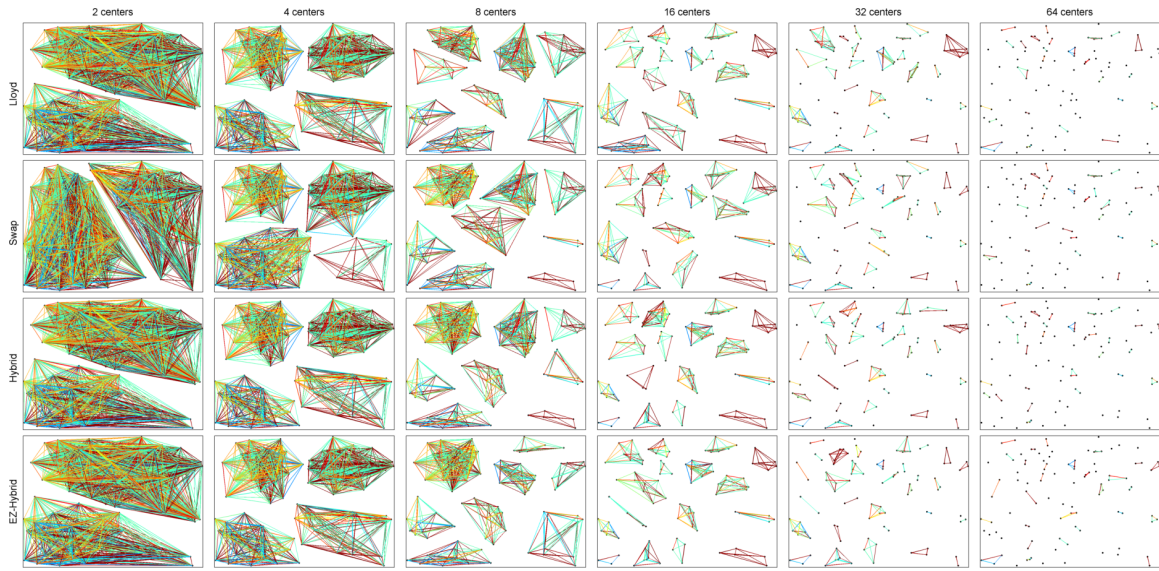 2 centers
4 centers
8 centers
16 centers
32 centers
64 centers
Lloyd
Swap
Hybrid
EZ-Hybrid